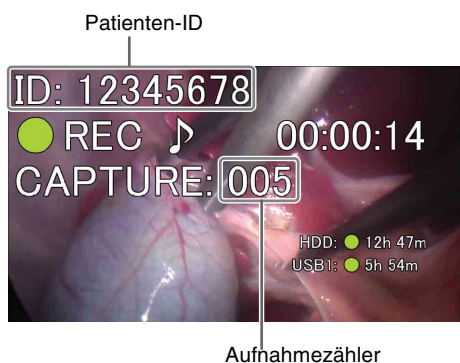 Patienten-ID
ID: 12345678
REC ♪ 00:00:14
CAPTURE: 005
HDD: 12h 47m
USB1: 5h 54m
Aufnahmezähler